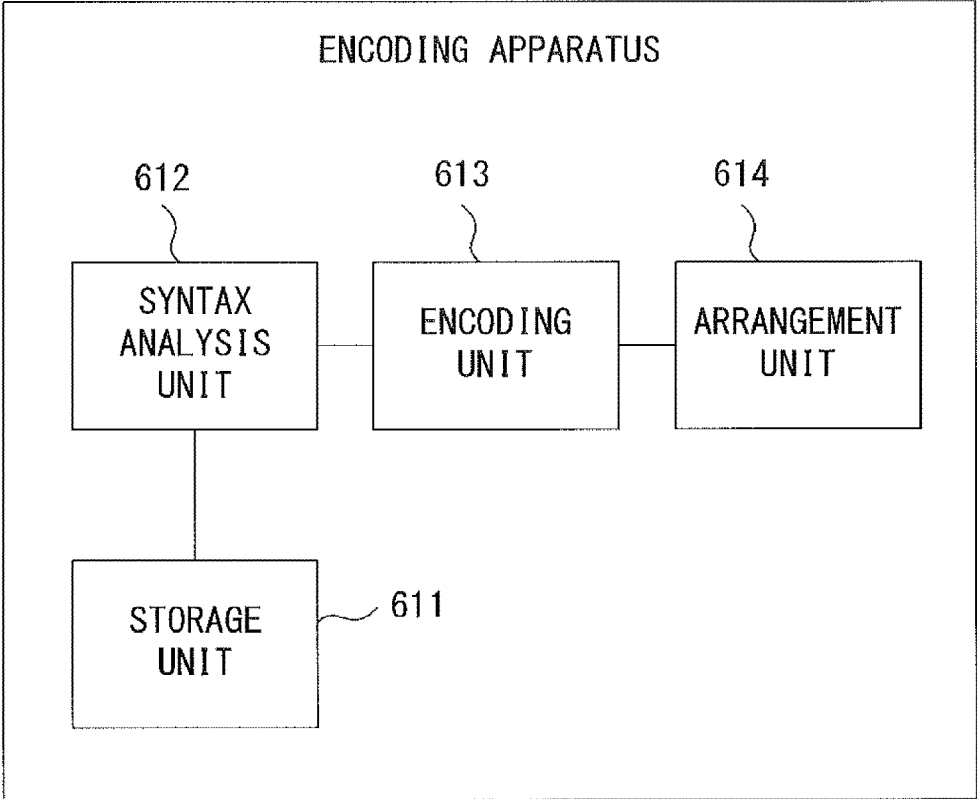 ENCODING APPARATUS
612
613
614
SYNTAX
ANALYSIS
UNIT
ENCODING
UNIT
ARRANGEMENT
UNIT
STORAGE
UNIT
611